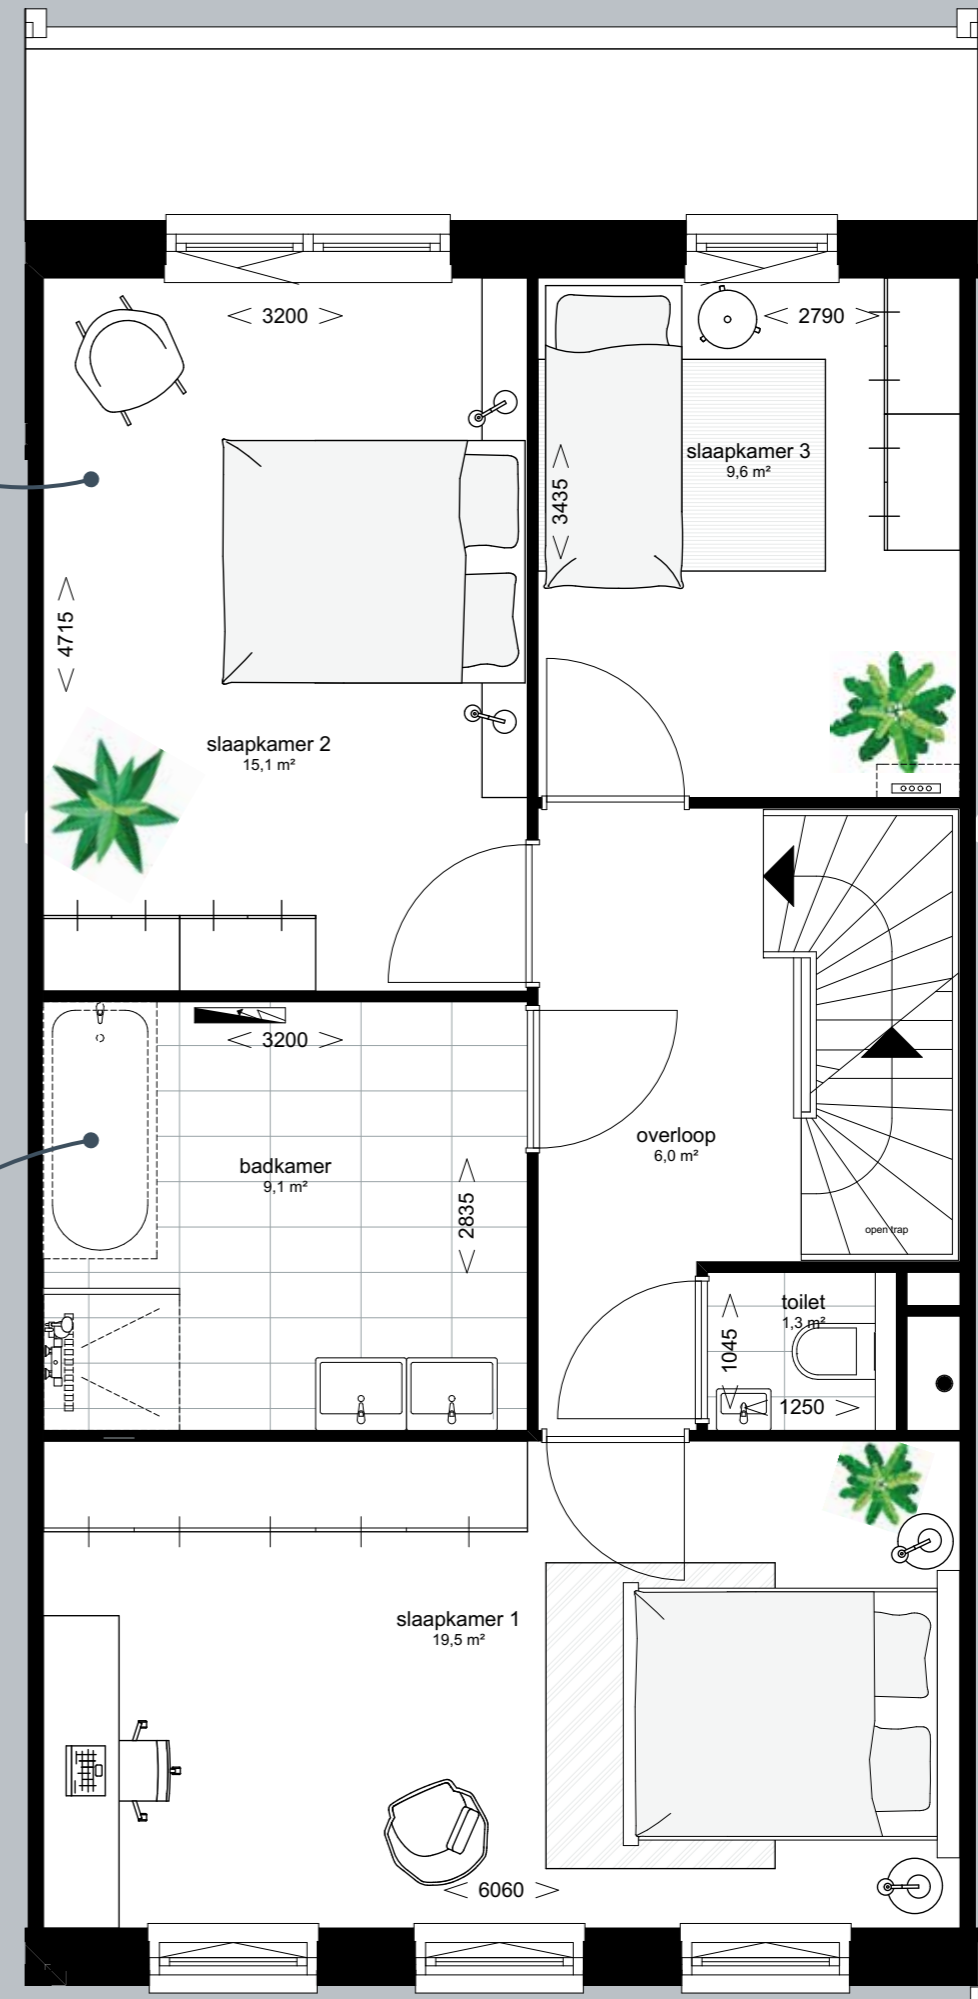 3200
2790
slaapkamer 3
9,6 m²
3435
4715
slaapkamer 2
15,1 m²
3200
overloop
6,0 m²
badkamer
9,1 m²
2835
open trap
toilet
1,3 m²
1045
1250
slaapkamer 1
19,5 m²
6060